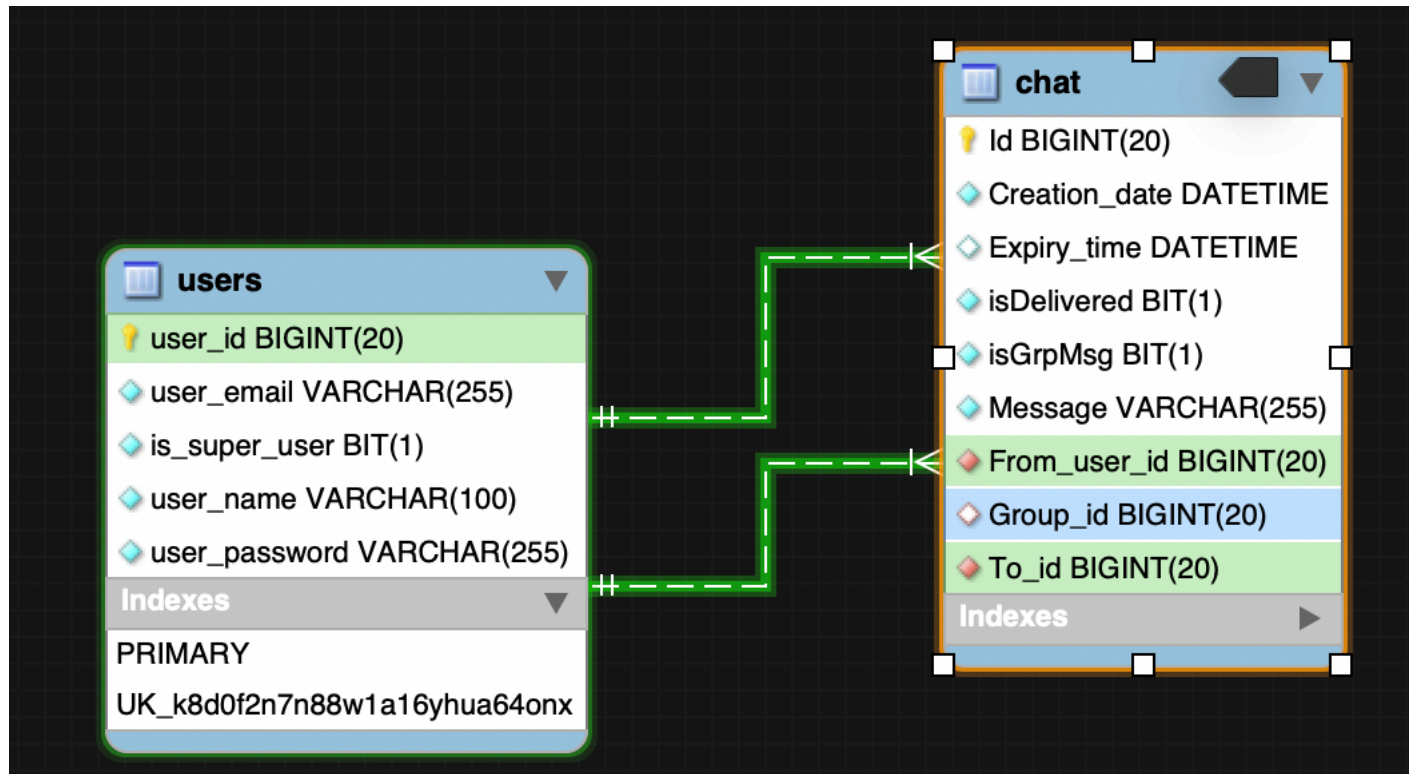 users
user_id BIGINT(20)
user_email VARCHAR(255)
is_super_user BIT(1)
user_name VARCHAR(100)
user_password VARCHAR(255)
Indexes
PRIMARY
UK_k8d0f2n7n88w1a16yhua64onx
chat
Id BIGINT(20)
Creation_date DATETIME
Expiry_time DATETIME
isDelivered BIT(1)
isGrpMsg BIT(1)
Message VARCHAR(255)
From_user_id BIGINT(20)
Group_id BIGINT(20)
To_id BIGINT(20)
Indexes